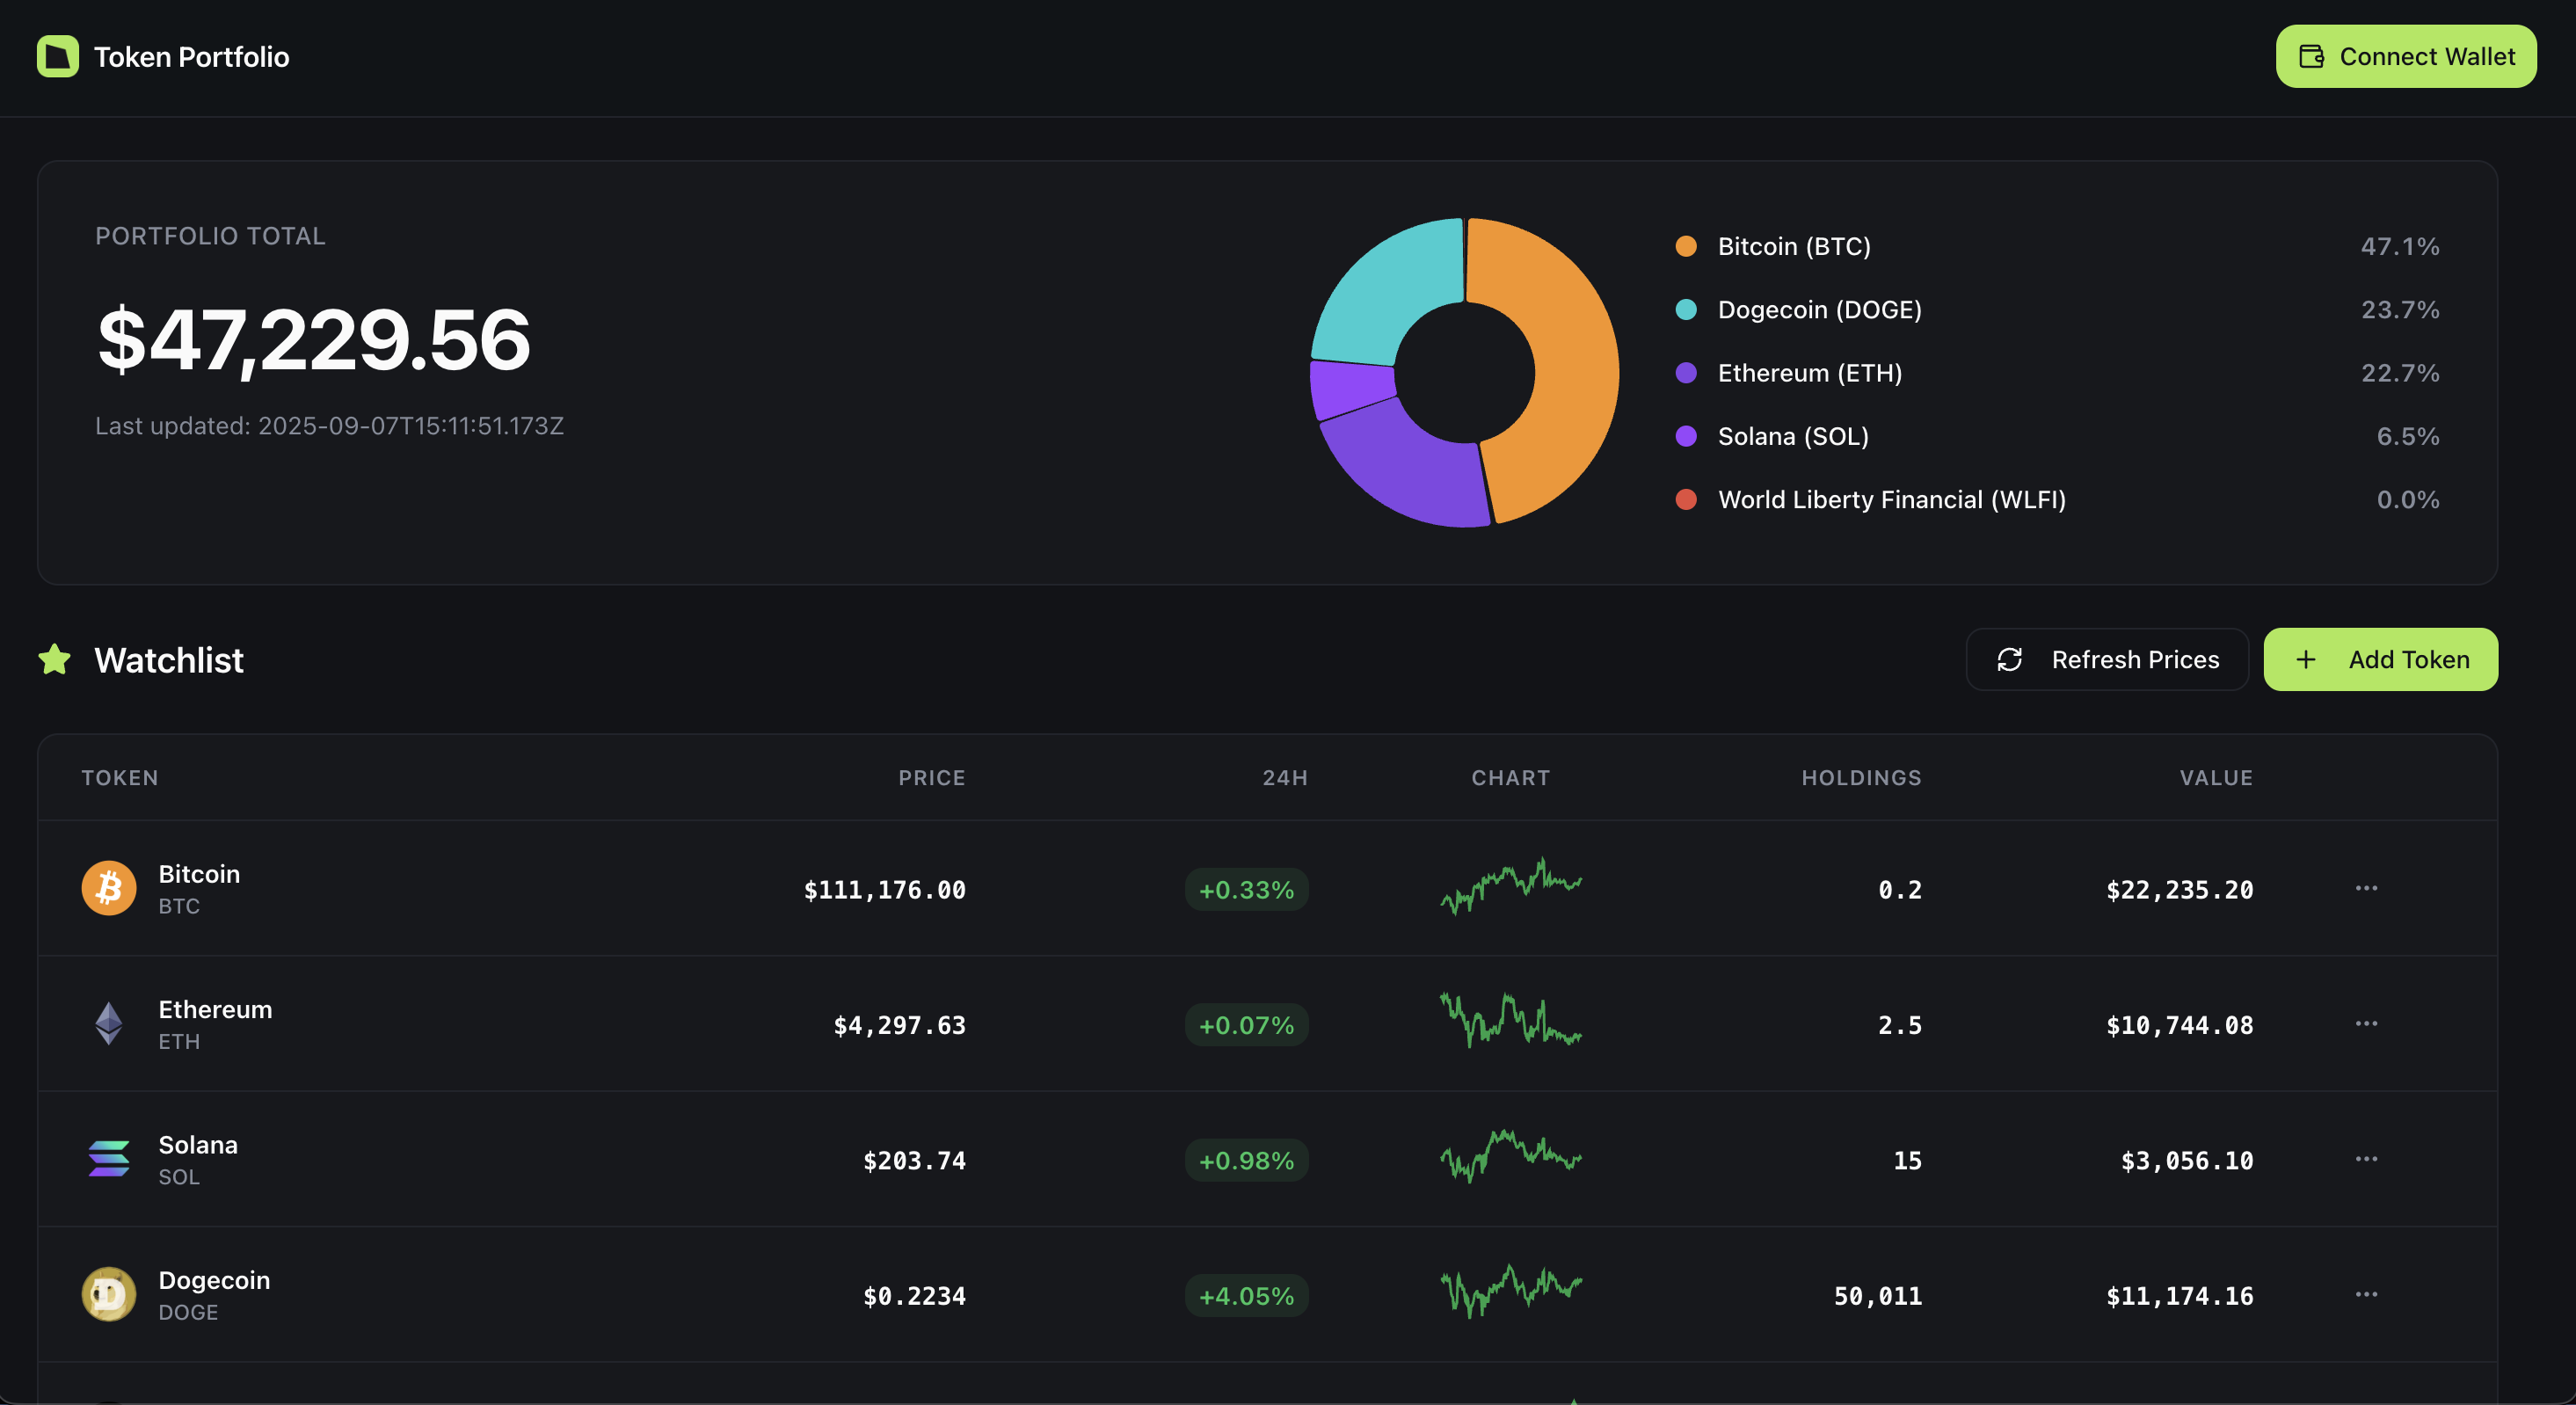 Token Portfolio
Connect Wallet
PORTFOLIO TOTAL
$47,229.56
Last updated: 2025-09-07T15:11:51.173Z
Bitcoin (BTC) 47.1%
Dogecoin (DOGE) 23.7%
Ethereum (ETH) 22.7%
Solana (SOL) 6.5%
World Liberty Financial (WLFI) 0.0%
Watchlist
Refresh Prices
+ Add Token
TOKEN PRICE 24H CHART HOLDINGS VALUE
Bitcoin
BTC
$111,176.00 +0.33% 0.2 $22,235.20
Ethereum
ETH
$4,297.63 +0.07% 2.5 $10,744.08
Solana
SOL
$203.74 +0.98% 15 $3,056.10
Dogecoin
DOGE
$0.2234 +4.05% 50,011 $11,174.16